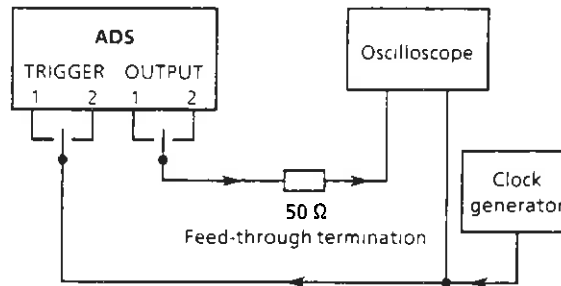 ADS
TRIGGER OUTPUT
1 2 1 2
Oscilloscope
Clock
generator
50 Ω
Feed-through termination